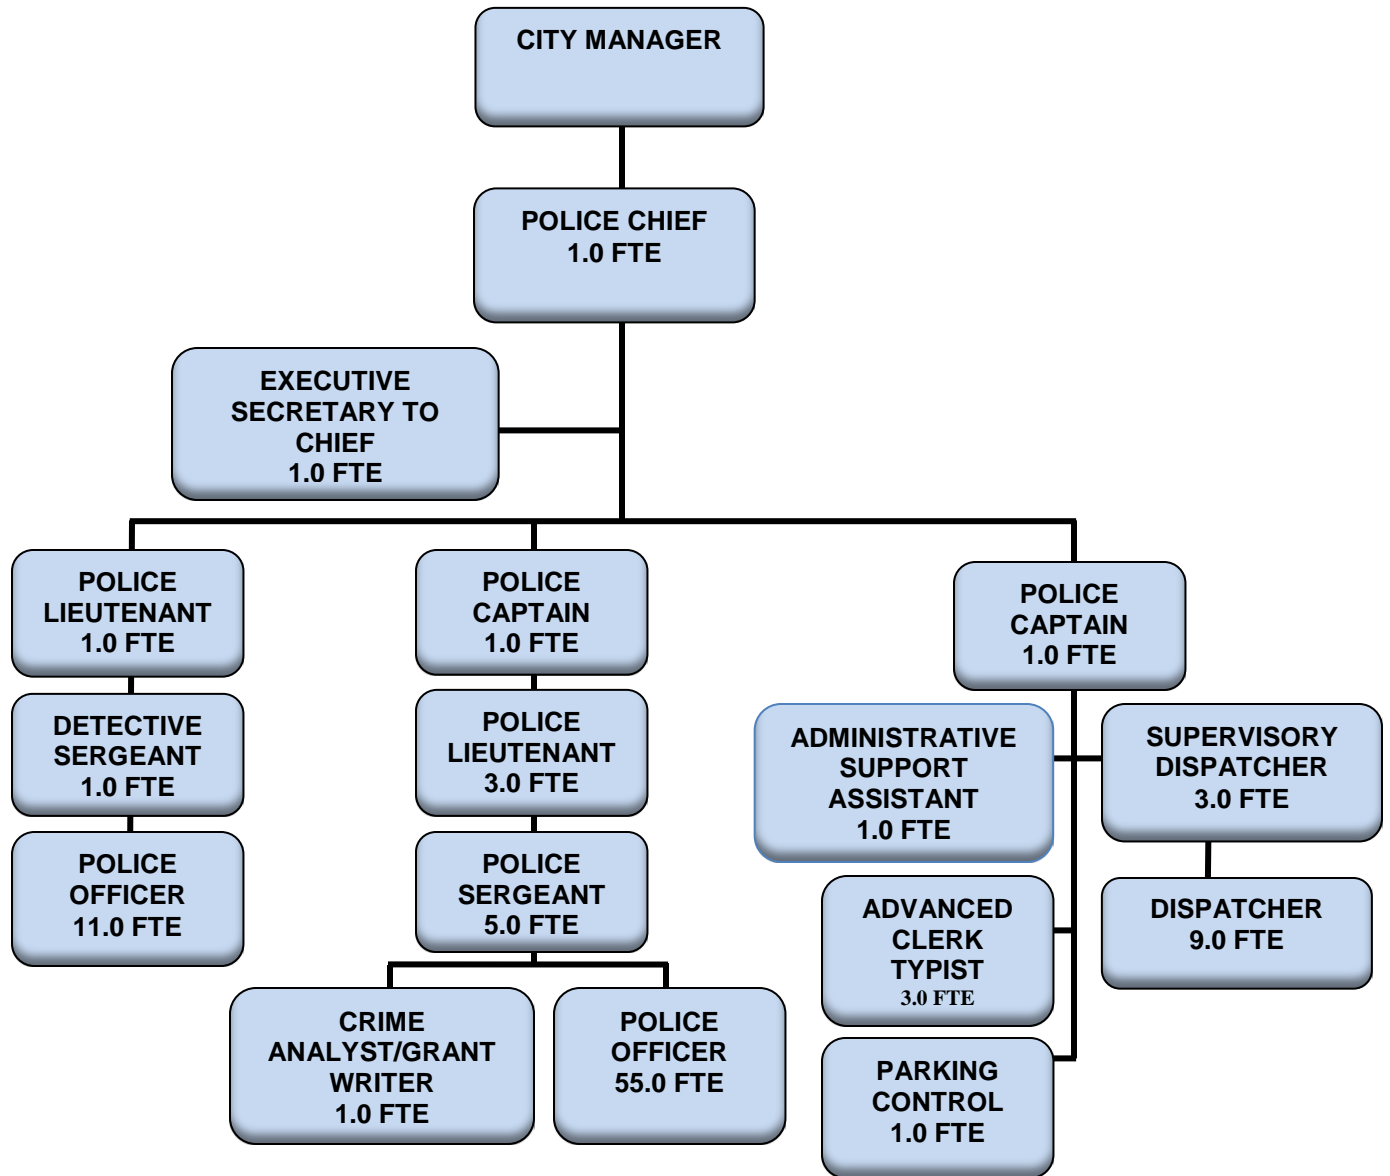 CITY MANAGER
POLICE CHIEF
1.0 FTE
EXECUTIVE
SECRETARY TO
CHIEF
1.0 FTE
POLICE
LIEUTENANT
1.0 FTE
DETECTIVE
SERGEANT
1.0 FTE
POLICE
OFFICER
11.0 FTE
POLICE
CAPTAIN
1.0 FTE
POLICE
LIEUTENANT
3.0 FTE
POLICE
SERGEANT
5.0 FTE
CRIME
ANALYST/GRANT
WRITER
1.0 FTE
POLICE
OFFICER
55.0 FTE
POLICE
CAPTAIN
1.0 FTE
ADMINISTRATIVE
SUPPORT
ASSISTANT
1.0 FTE
SUPERVISORY
DISPATCHER
3.0 FTE
DISPATCHER
9.0 FTE
ADVANCED
CLERK
TYPIST
3.0 FTE
PARKING
CONTROL
1.0 FTE